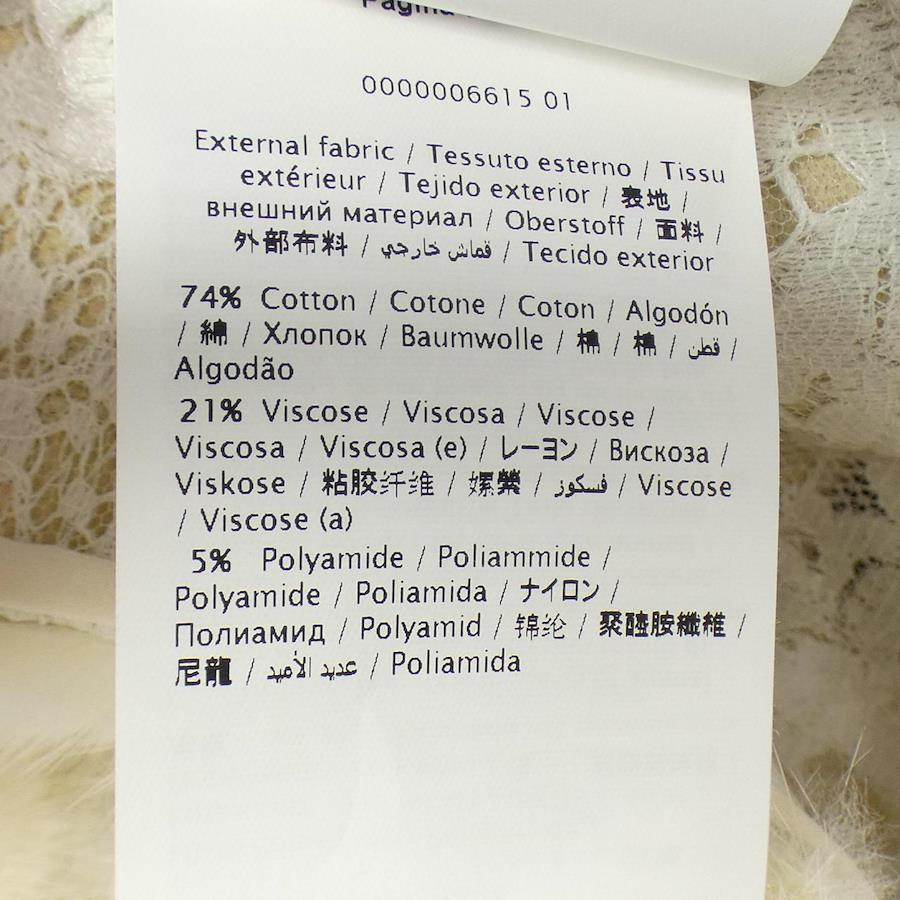 Pagina
0000006615 01
External fabric / Tessuto esterno / Tissu
extérieur / Tejido exterior / 表地 /
внешний материал / Oberstoff / 面料 /
外部布料 / قماش خارجي / Tecido exterior
74% Cotton / Cotone / Coton / Algodón
/ 綿 / Хлопок / Baumwolle / 棉 / 棉 / قطن /
Algodão
21% Viscose / Viscosa / Viscose /
Viscosa / Viscosa (e) / レーヨン / Вискоза /
Viskose / 粘胶纤维 / 嫘縈 / فسكوز / Viscose
/ Viscose (a)
5% Polyamide / Poliammide /
Polyamide / Poliamida / ナイロン /
Полиамид / Polyamid / 锦纶 / 聚醯胺纖維 /
尼龍 / عديد الأميد / Poliamida